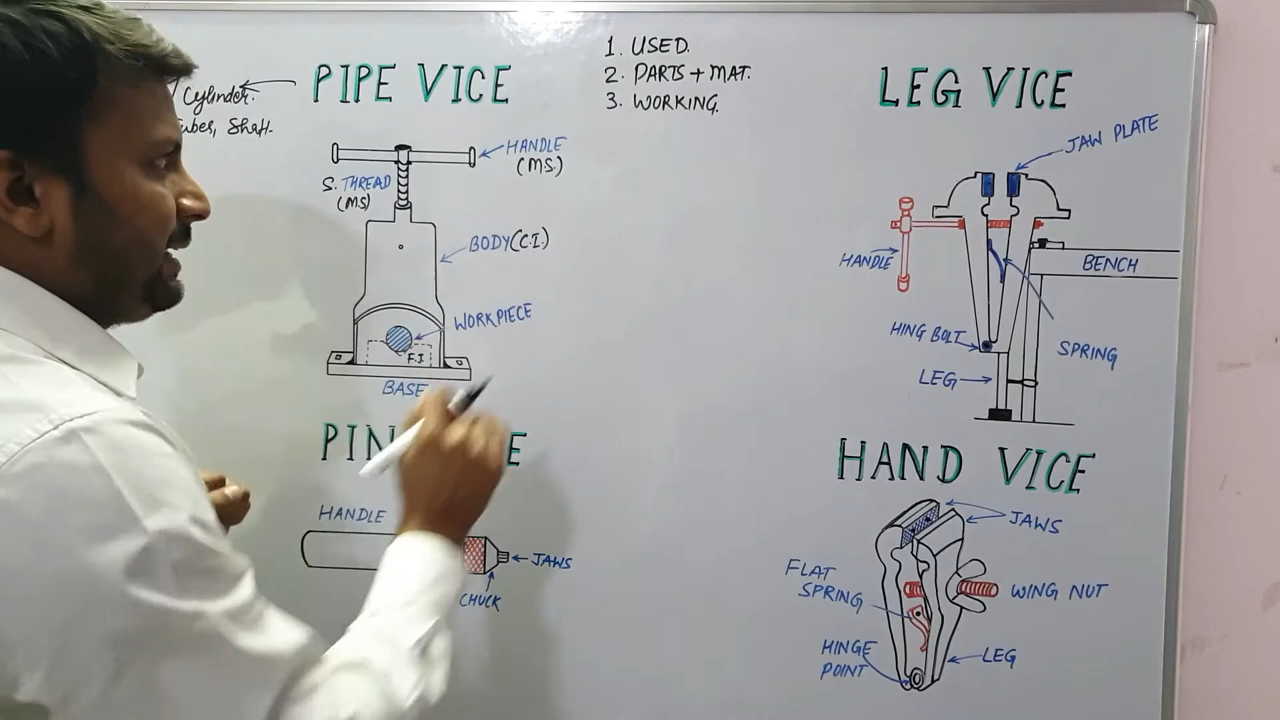 1. USED.
2. PARTS + MAT.
3. WORKING.
Cylinder.
Shaft.
PIPE VICE
HANDLE
(M.S.)
S. THREAD
(MS)
BODY (C.I.)
WORKPIECE
F.I
BASE
HANDLE
JAWS
CHUCK
LEG VICE
JAW PLATE
HANDLE
BENCH
HING BOLT
SPRING
LEG
HAND VICE
JAWS
FLAT
SPRING
WING NUT
HINGE
POINT
LEG